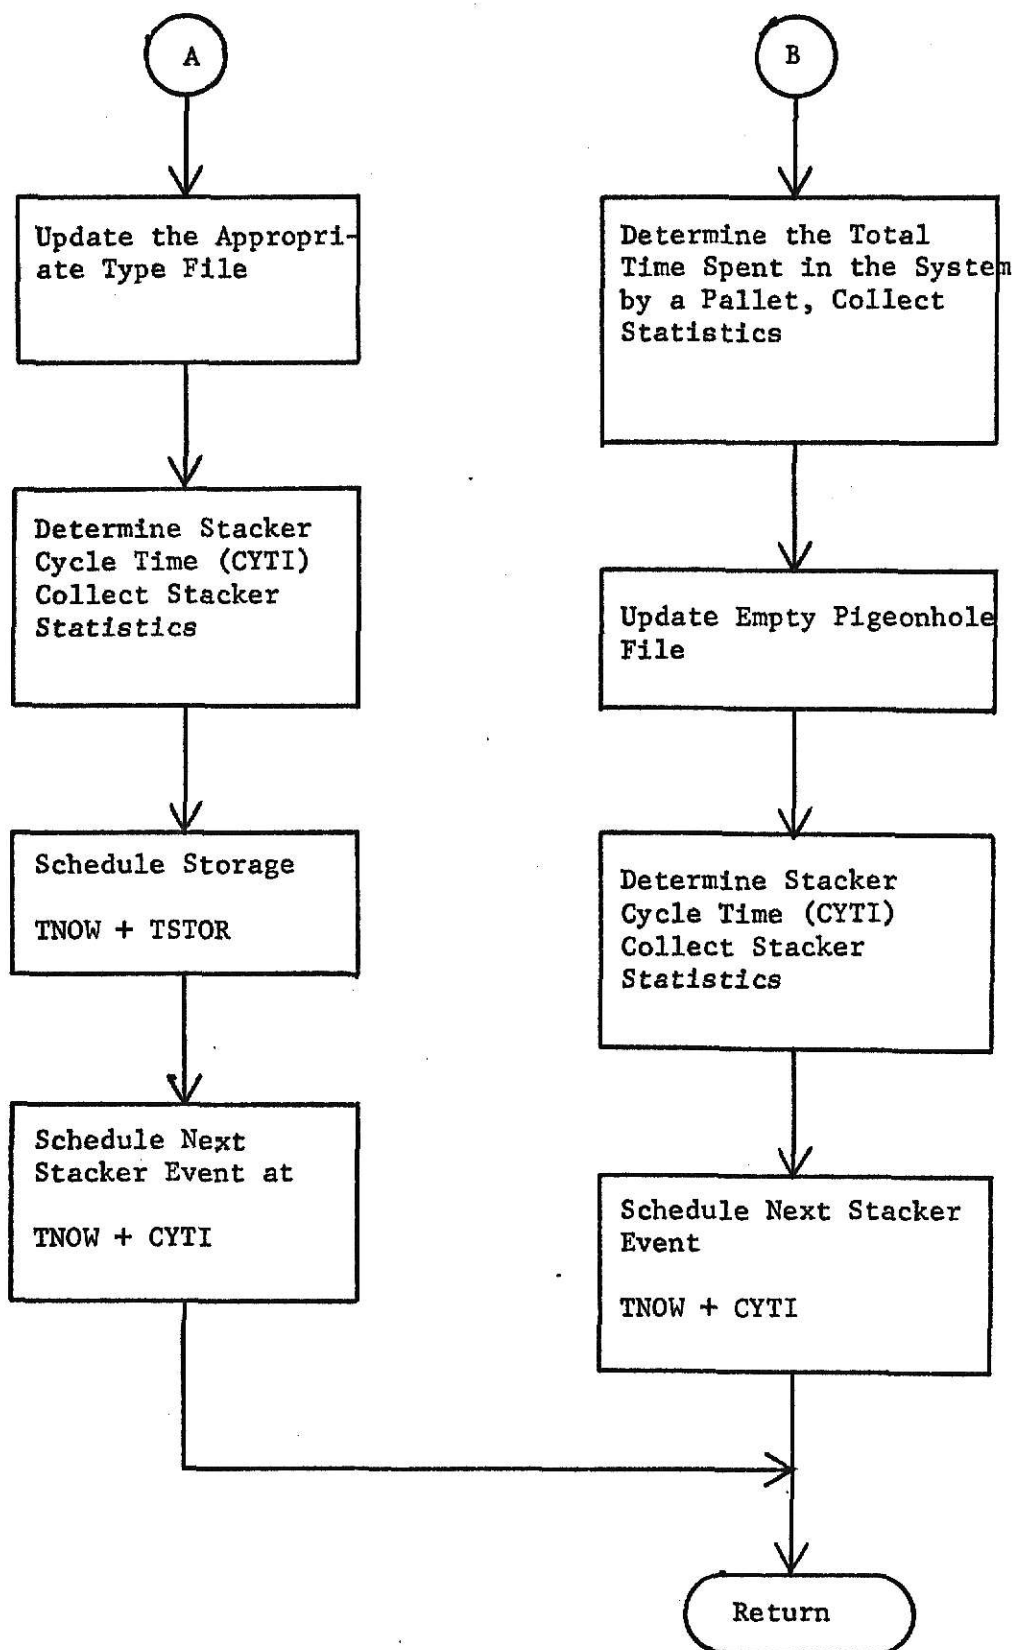 A
Update the Appropri-
ate Type File
Determine Stacker
Cycle Time (CYTI)
Collect Stacker
Statistics
Schedule Storage
TNOW + TSTOR
Schedule Next
Stacker Event at
TNOW + CYTI
B
Determine the Total
Time Spent in the System
by a Pallet, Collect
Statistics
Update Empty Pigeonhole
File
Determine Stacker
Cycle Time (CYTI)
Collect Stacker
Statistics
Schedule Next Stacker
Event
TNOW + CYTI
Return